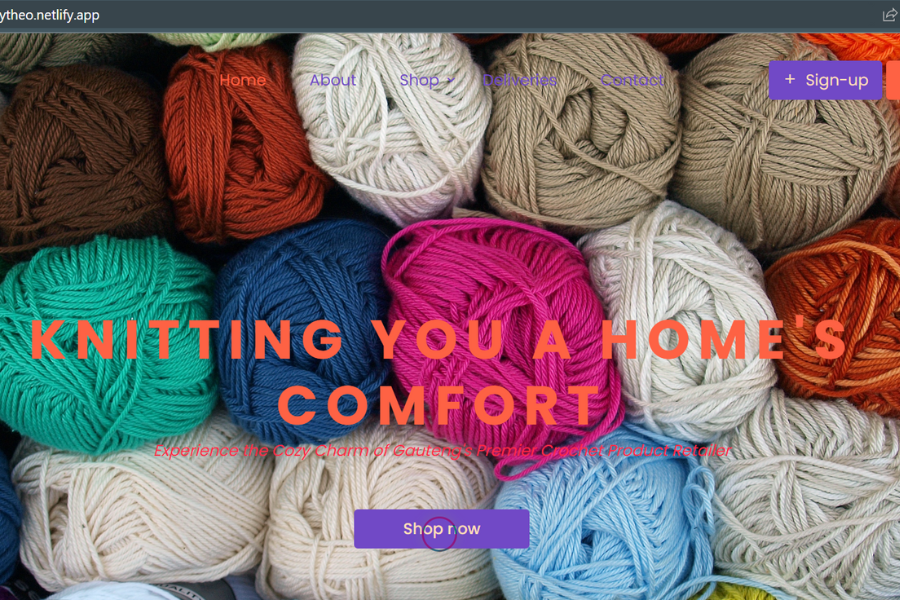 ytheo.netlify.app
Home About Shop Deliveries Contact + Sign-up
KNITTING YOU A HOME'S
COMFORT
Experience the Cozy Charm of Gauteng's Premier Crochet Product Retailer
Shop now